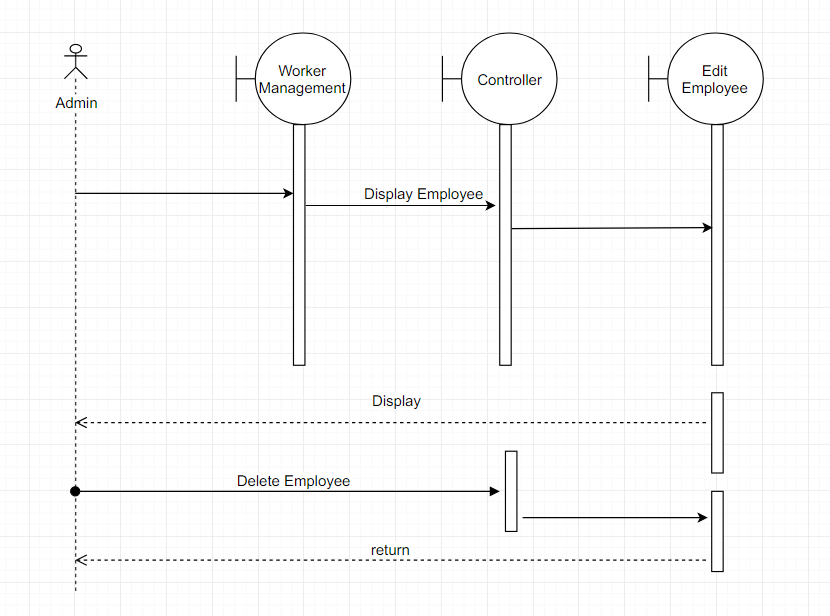 Worker
Management
Controller
Edit
Employee
Admin
Display Employee
Display
Delete Employee
return